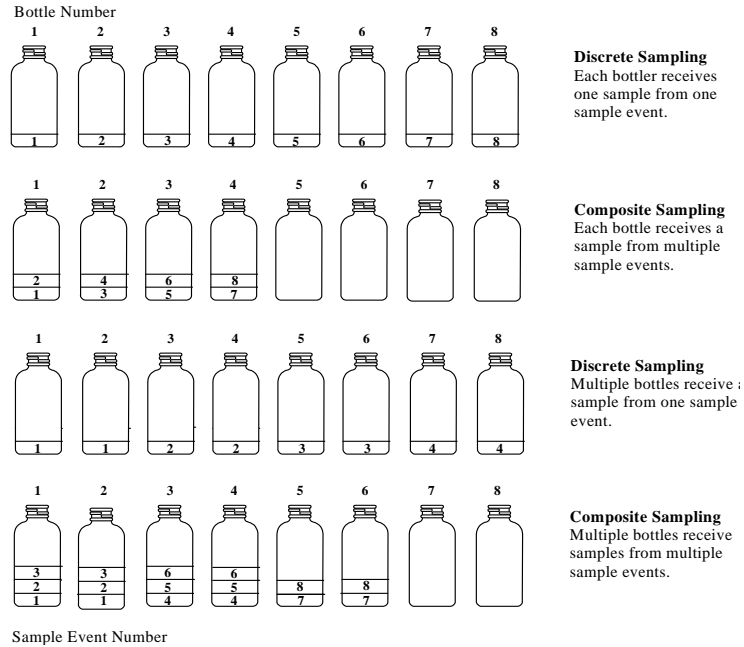 Bottle Number
1 2 3 4 5 6 7 8
Discrete Sampling
Each bottler receives
one sample from one
sample event.
1 2 3 4 5 6 7 8
1 2 3 4 5 6 7 8
Composite Sampling
Each bottle receives a
sample from multiple
sample events.
2 4 6 8
1 3 5 7
1 2 3 4 5 6 7 8
Discrete Sampling
Multiple bottles receive a
sample from one sample
event.
1 1 2 2 3 3 4 4
1 2 3 4 5 6 7 8
Composite Sampling
Multiple bottles receive
samples from multiple
sample events.
3 3 6 6
2 2 5 5 8 8
1 1 4 4 7 7
Sample Event Number